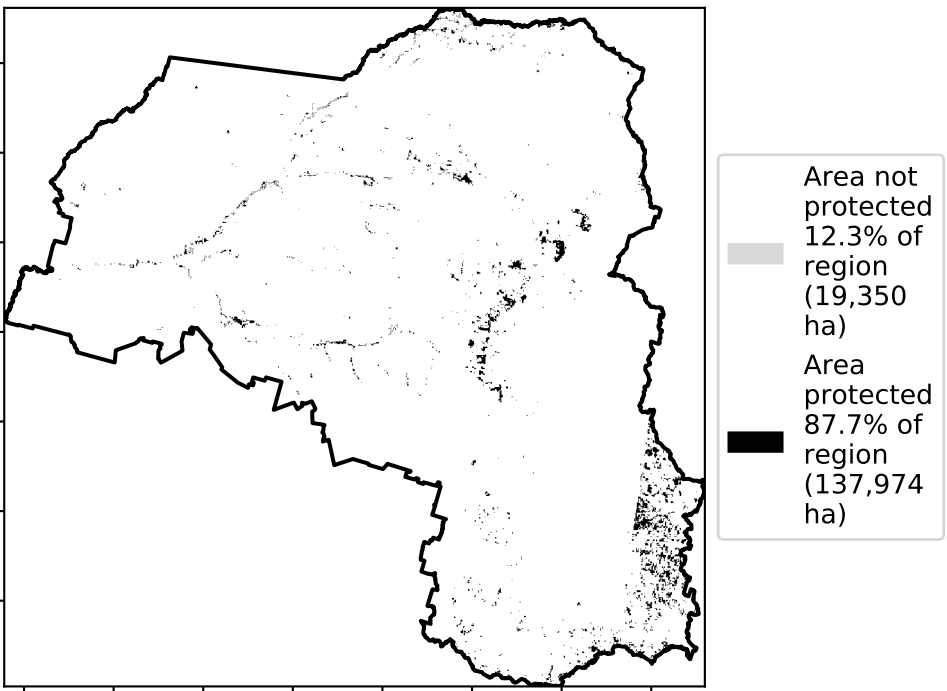 Area not
protected
12.3% of
region
(19,350
ha)
Area
protected
87.7% of
region
(137,974
ha)